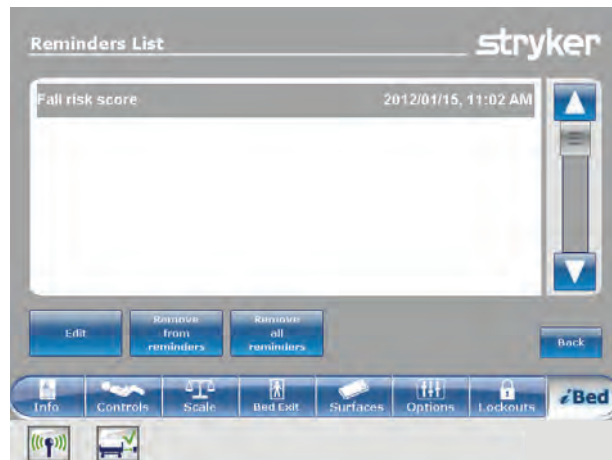 Reminders List
stryker
Fall risk score 2012/01/15, 11:02 AM
Edit
Remove
from
reminders
Remove
all
reminders
Back
Info Controls Scale Bed Exit Surfaces Options Lockouts iBed